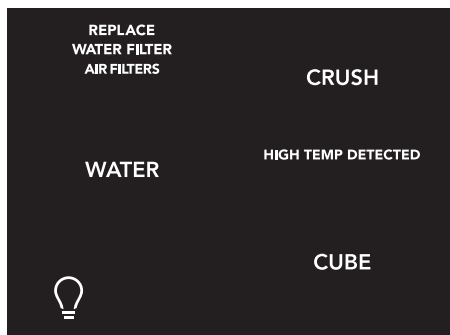 REPLACE
WATER FILTER
AIR FILTERS
CRUSH
WATER
HIGH TEMP DETECTED
CUBE